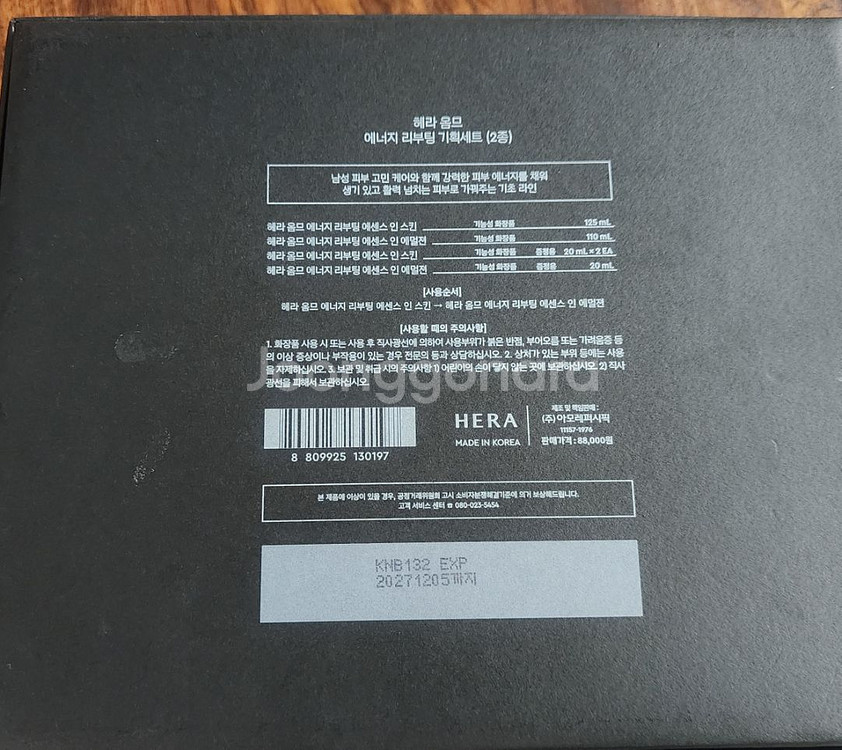 헤라 옴므
에너지 리부팅 기획세트 (2종)
남성 피부 고민 케어와 함께 강력한 피부 에너지를 채워
생기 있고 활력 넘치는 피부로 가꿔주는 기초 라인
헤라 옴므 에너지 리부팅 에센스 인 스킨 기능성 화장품 125 mL
헤라 옴므 에너지 리부팅 에센스 인 에멀젼 기능성 화장품 110 mL
헤라 옴므 에너지 리부팅 에센스 인 스킨 기능성 화장품 증정용 20 mL × 2 EA
헤라 옴므 에너지 리부팅 에센스 인 에멀젼 기능성 화장품 증정용 20 mL
[사용순서]
헤라 옴므 에너지 리부팅 에센스 인 스킨 → 헤라 옴므 에너지 리부팅 에센스 인 에멀젼
[사용할 때의 주의사항]
1. 화장품 사용 시 또는 사용 후 직사광선에 의하여 사용부위가 붉은 반점, 부어오름 또는 가려움증 등
의 이상 증상이나 부작용이 있는 경우 전문의 등과 상담하십시오. 2. 상처가 있는 부위 등에는 사용
을 자제하십시오. 3. 보관 및 취급 시의 주의사항 1) 어린이의 손이 닿지 않는 곳에 보관하십시오. 2) 직사
광선을 피해서 보관하십시오.
Joonggonara
8 809925 130197
HERA
MADE IN KOREA
제조 및 책임판매 :
(주)아모레퍼시픽
11157-1976
판매가격 : 88,000원
본 제품에 이상이 있을 경우, 공정거래위원회 고시 소비자분쟁해결기준에 의거 보상해드립니다.
고객 서비스 센터 ☎ 080-023-5454
KNB132 EXP
20271205까지